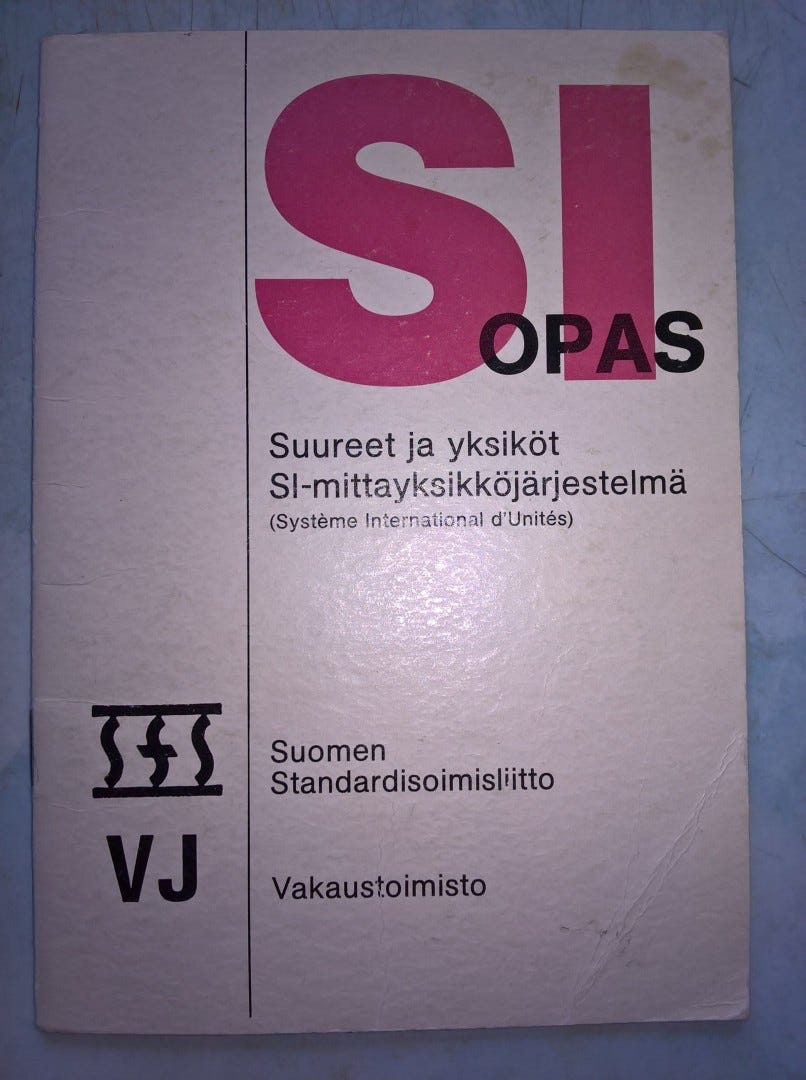 SI
OPAS
Suureet ja yksiköt
SI-mittayksikköjärjestelmä
(Système International d'Unités)
SfS
Suomen
Standardisoimisliitto
VJ
Vakaustoimisto